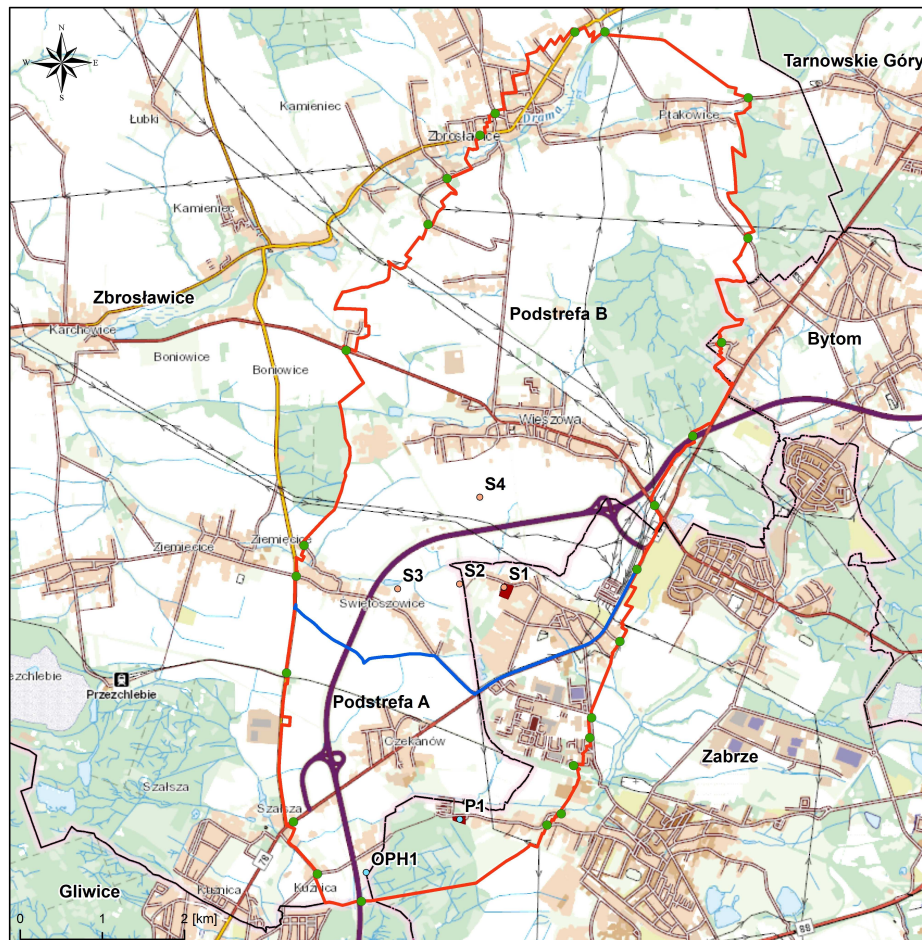 N
W E
S
Tarnowskie Góry
Łubki
Kamieniec
Drama
Zbrosławice
Ptakowice
Kamieniec
Zbrosławice
Podstrefa B
Karchowice
Boniowice
Boniowice
Bytom
Wieszowa
S4
Ziemięcice
Ziemięcice
S3
S2
S1
Świętoszowice
Przezchlebie
Podstrefa A
Czekanów
Zabrze
Szałsza
Szałsza
P1
78
OPH1
Gliwice
Kuźnica
Kuźnica
0 1 2 [km]
88